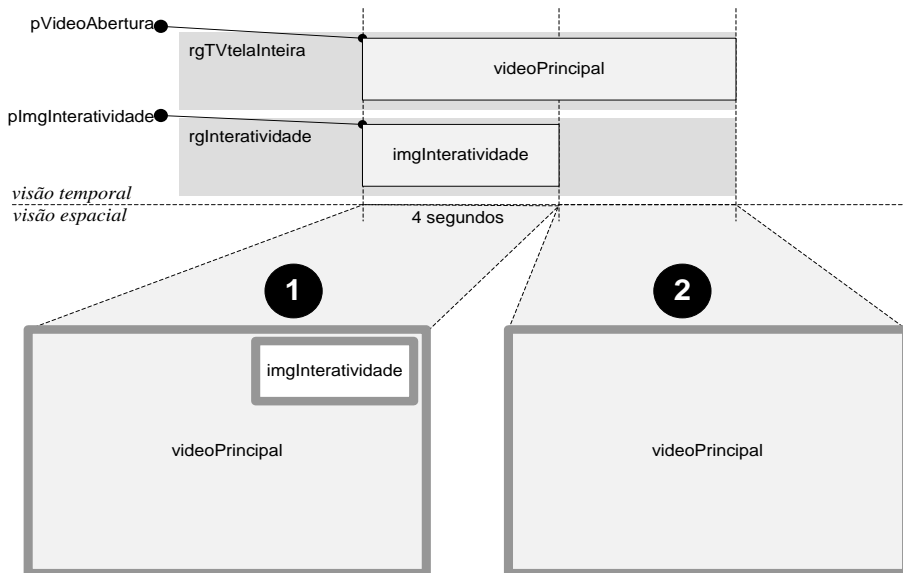 pVideoAbertura
rgTVtelaInteira
videoPrincipal
pImgInteratividade
rgInteratividade
imgInteratividade
visão temporal
visão espacial
4 segundos
1
2
imgInteratividade
videoPrincipal
videoPrincipal